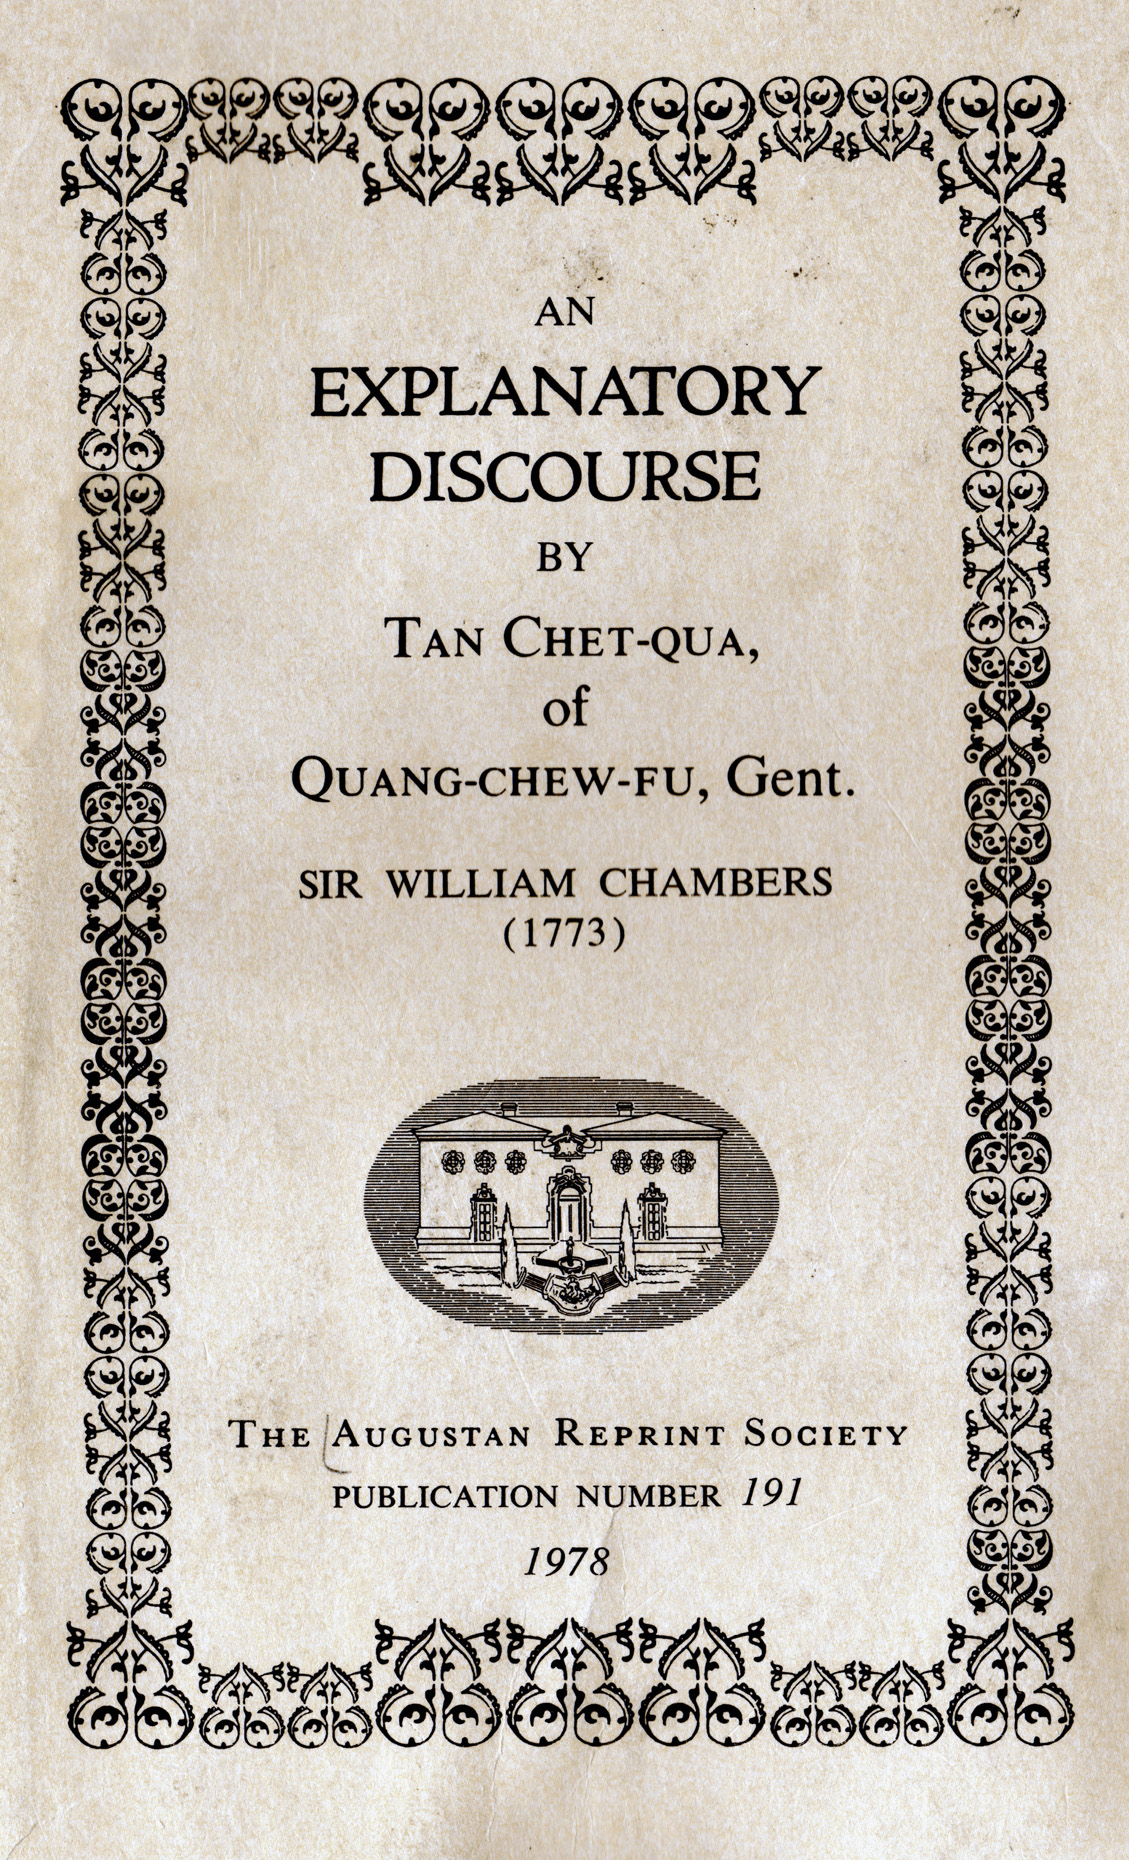 AN
EXPLANATORY
DISCOURSE
BY
TAN CHET-QUA,
of
QUANG-CHEW-FU, Gent.
SIR WILLIAM CHAMBERS
(1773)
THE AUGUSTAN REPRINT SOCIETY
PUBLICATION NUMBER 191
1978